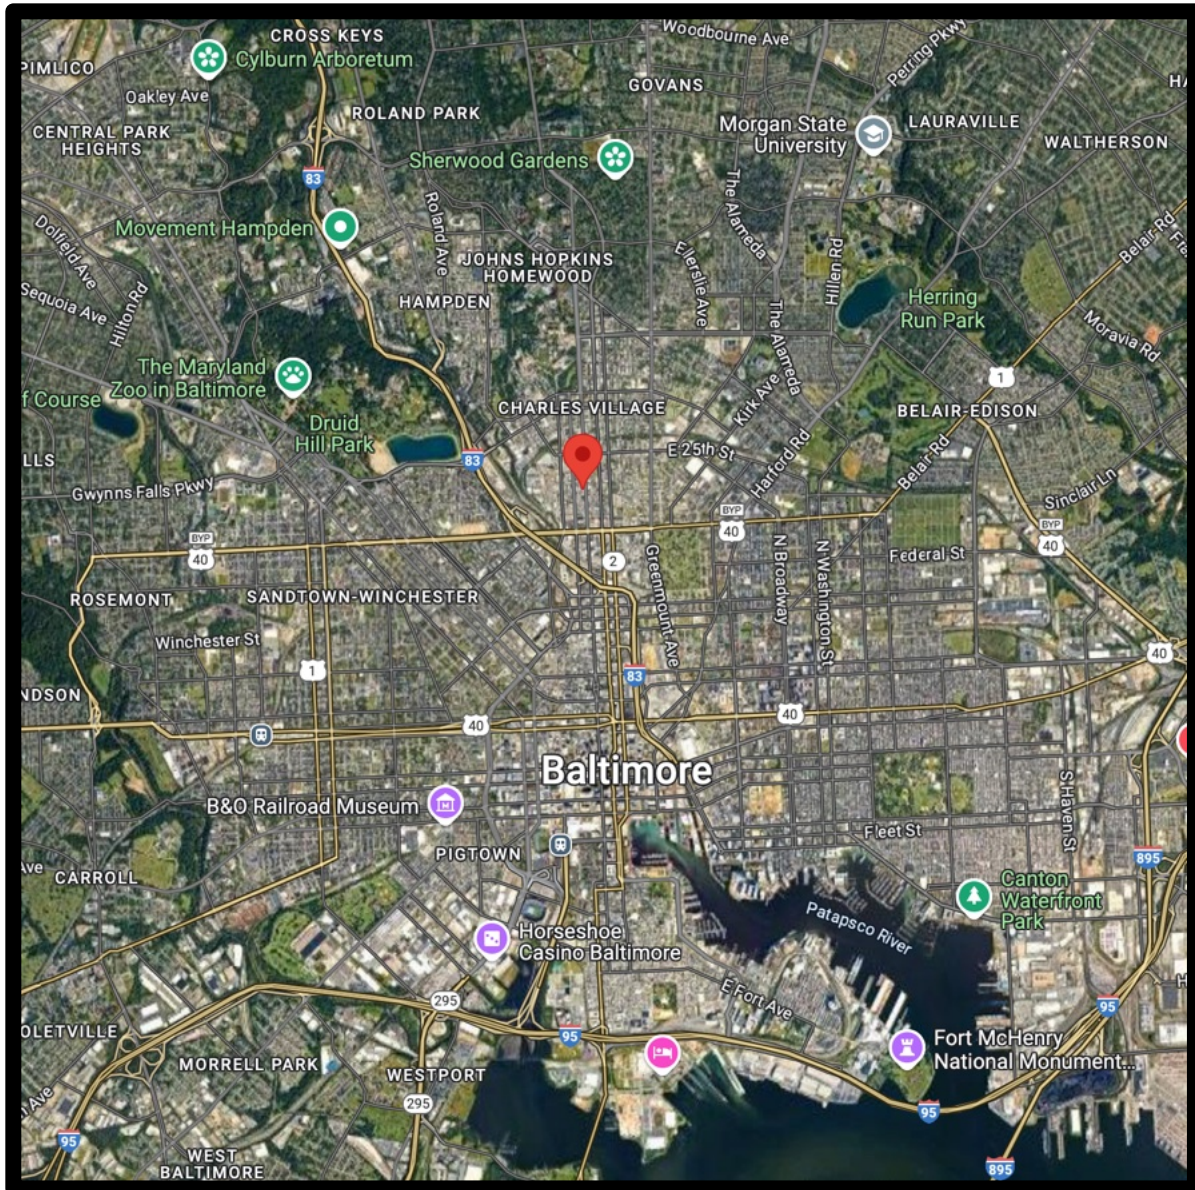 CROSS KEYS
Woodbourne Ave
Perring Pkwy
PIMLICO
Cylburn Arboretum
GOVANS
Oakley Ave
ROLAND PARK
CENTRAL PARK
HEIGHTS
Morgan State
University
LAURAVILLE
WALTHERSON
Sherwood Gardens
83
The Alameda
Roland Ave
Movement Hampden
Dolfield Ave
Belair Rd
JOHNS HOPKINS
HOMEWOOD
Ellerslie Ave
Hillen Rd
Sequoia Ave
Hilton Rd
HAMPDEN
Herring
Run Park
The Alameda
Moravia Rd
The Maryland
Zoo in Baltimore
1
f Course
Kirk Ave
CHARLES VILLAGE
BELAIR-EDISON
Druid
Hill Park
E 25th St
Harford Rd
Belair Rd
LLS
83
Gwynns Falls Pkwy
Sinclair Ln
BYP
40
BYP
40
BYP
40
2
Federal St
Greenmount Ave
N Broadway
N Washington St
ROSEMONT
SANDTOWN-WINCHESTER
Winchester St
40
1
83
NDSON
40
40
Baltimore
B&O Railroad Museum
S Haven St
Fleet St
PIGTOWN
895
Ave
CARROLL
Canton
Waterfront
Park
Patapsco River
Horseshoe
Casino Baltimore
E Fort Ave
295
95
OLETVILLE
95
Fort McHenry
National Monument...
MORRELL PARK
WESTPORT
295
95
Ave
95
WEST
BALTIMORE
895